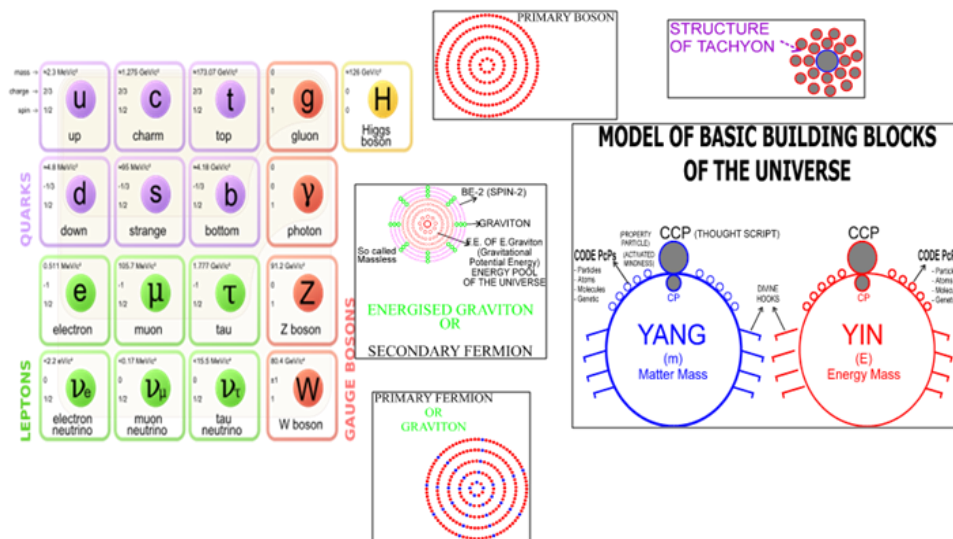 mass → ≈2.3 MeV/c² ≈1.275 GeV/c² ≈173.07 GeV/c² 0 ≈126 GeV/c²
charge → 2/3 2/3 2/3 0 0
spin → 1/2 1/2 1/2 1 0
u c t g H
up charm top gluon Higgs
boson
QUARKS
≈4.8 MeV/c² ≈95 MeV/c² ≈4.18 GeV/c² 0
-1/3 -1/3 -1/3 0
1/2 1/2 1/2 1
d s b γ
down strange bottom photon
0.511 MeV/c² 105.7 MeV/c² 1.777 GeV/c² 91.2 GeV/c²
-1 -1 -1 0
1/2 1/2 1/2 1
e μ τ Z
electron muon tau Z boson
LEPTONS
<2.2 eV/c² <0.17 MeV/c² <15.5 MeV/c² 80.4 GeV/c²
0 0 0 ±1
1/2 1/2 1/2 1
νe νμ ντ W
electron
neutrino
muon
neutrino
tau
neutrino
W boson
GAUGE BOSONS
PRIMARY BOSON
STRUCTURE
OF TACHYON
BE-2 (SPIN-2)
GRAVITON
So called
Massless
OF E.Graviton
(Gravitational
Potential Energy)
ENERGY POOL
OF THE UNIVERSE
ENERGISED GRAVITON
OR
SECONDARY FERMION
PRIMARY FERMION
OR
GRAVITON
MODEL OF BASIC BUILDING BLOCKS
OF THE UNIVERSE
CCP (THOUGHT SCRIPT)
CCP
(PROPERTY
PARTICLE)
(ACTIVATED
MINDNESS)
CODE PcPs
- Particles
- Atoms
- Molecules
- Genetic
CP
DIVINE
HOOKS
CP
CODE PcP
- Partic
- Atom
- Molec
- Genet
YANG
(m)
Matter Mass
YIN
(E)
Energy Mass